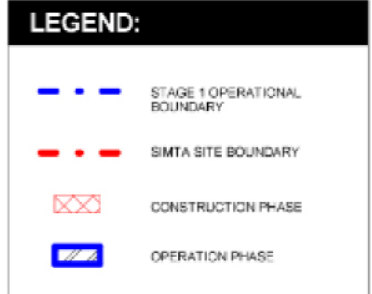 LEGEND:
STAGE 1 OPERATIONAL
BOUNDARY
SIMTA SITE BOUNDARY
CONSTRUCTION PHASE
OPERATION PHASE